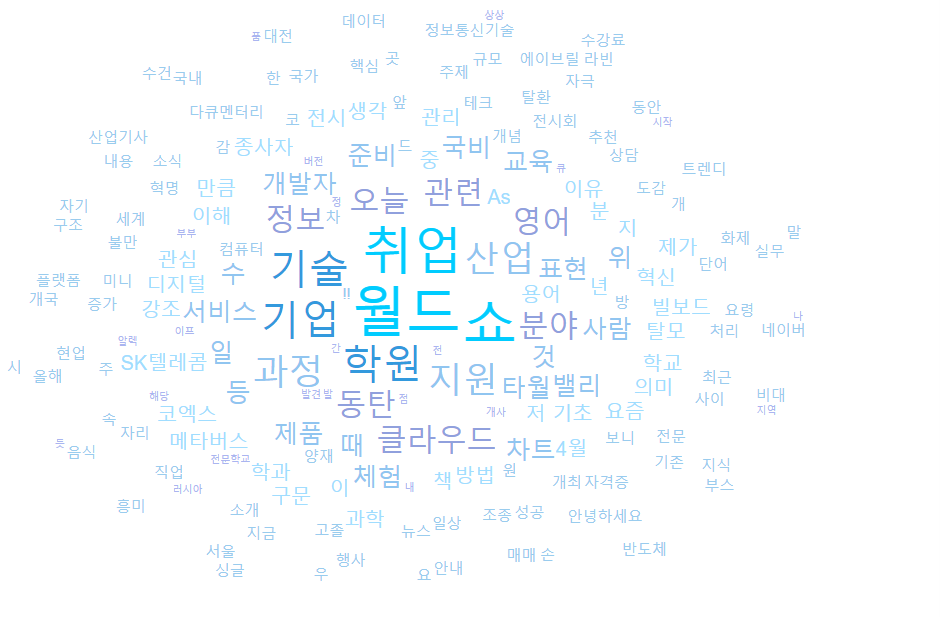 상상
데이터
풀 대전
정보통신기술
수강료
수건
국내
한 국가
핵심
곳
주제
규모
에이브릴 라빈
자극
다큐멘터리
코
전시
생각
앞
관리
테크
탈환
전시회
동안
시작
산업기사
감
종사자
준비
드
중
국비
개념
추천
상담
내용
소식
버전
교육
큐
트렌디
혁명
만큼
개발자
정
오늘
관련
As
이유
도감
개
자기
구조
세계
이해
정보
차
영어
분
지
불만
부부
컴퓨터
관심
취업
산업
표현
위
제가
화제
말
실무
단어
플랫폼
미니
디지털
수
기술
용어
년
혁신
개국
증가
강조
서비스
기업
!!
월드
쇼
분야
사람
방
빌보드
요령
나
탈모
처리
네이버
알력
이프
현업
시
올해
주
SK텔레콤
일
간
학원
전
것
학교
과정
지원
타월
밸리
의미
최근
해당
등
발견
발
동탄
점
사이
비대
지역
속
코엑스
개사
저
기초
요즘
자리
메타버스
제품
때
클라우드
차트
4월
보니
전문
듯
음식
전문학교
양재
직업
학과
체험
책
방법
원
기존
지식
러시아
구문
이
내
개최
자격증
부스
흥미
소개
과학
지금
고졸
뉴스
일상
조종
성공
안녕하세요
서울
싱글
우
행사
요
안내
매매
손
반도체